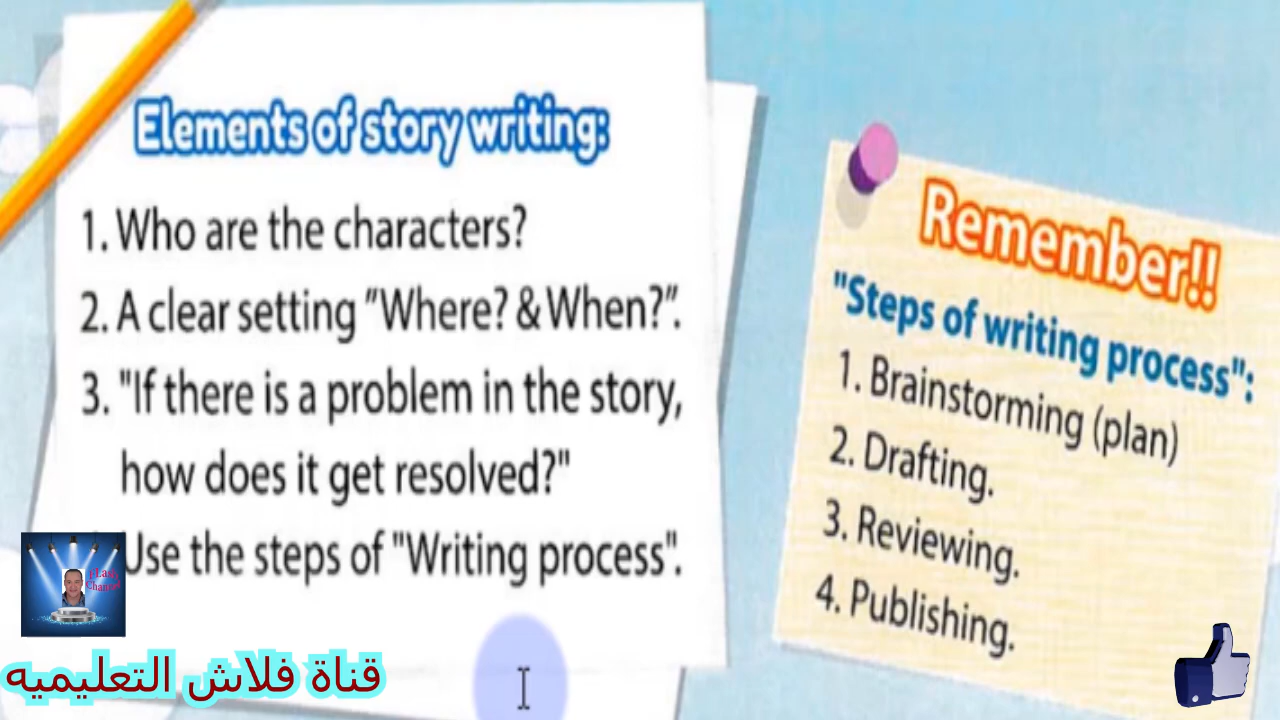 Elements of story writing:
1. Who are the characters?
2. A clear setting "Where? & When?".
3. "If there is a problem in the story,
how does it get resolved?"
Use the steps of "Writing process".
Remember!!
"Steps of writing process":
1. Brainstorming (plan)
2. Drafting.
3. Reviewing.
4. Publishing.
FLash
Channel
قناة فلاش التعليميه